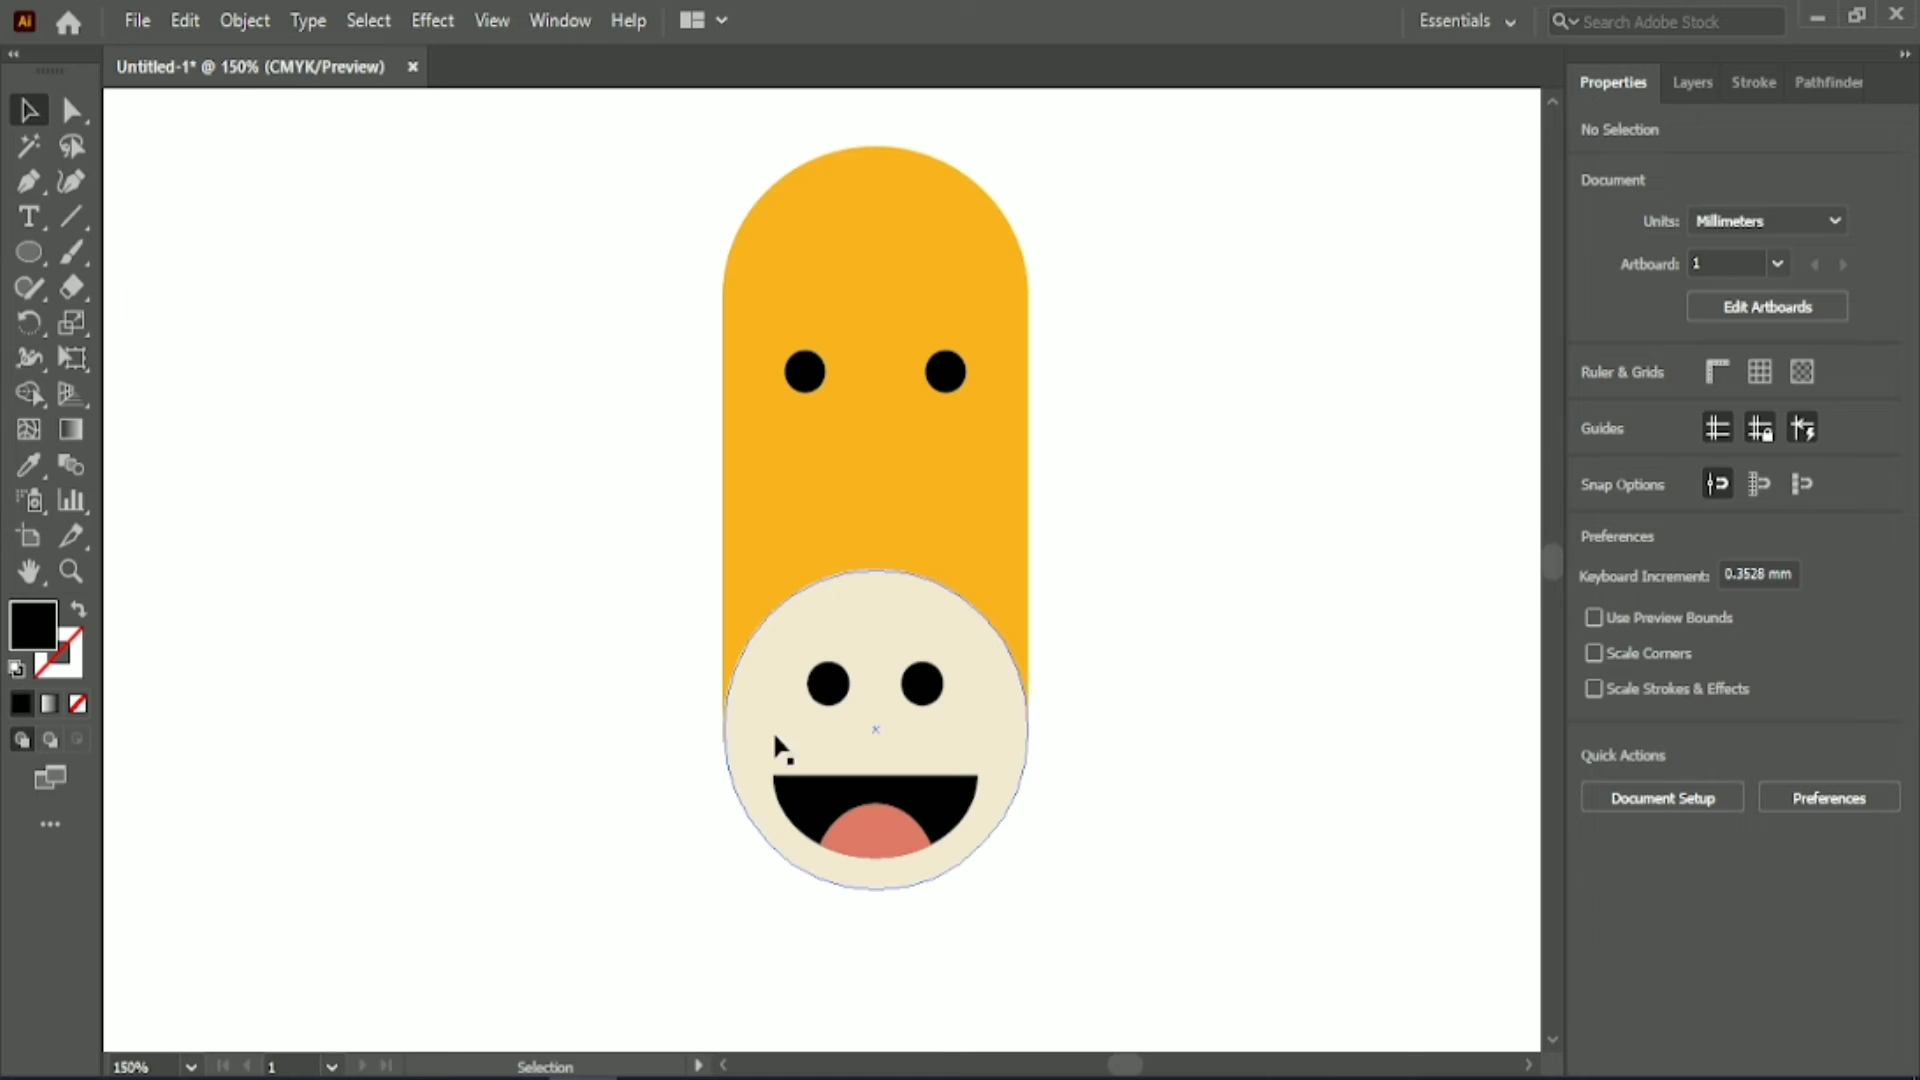 Ai File Edit Object Type Select Effect View Window Help Essentials Search Adobe Stock
Untitled-1* @ 150% (CMYK/Preview)
Properties Layers Stroke Pathfinder
No Selection
Document
Units: Millimeters
Artboard: 1
Edit Artboards
Ruler & Grids
Guides
Snap Options
Preferences
Keyboard Increment: 0.3528 mm
Use Preview Bounds
Scale Corners
Scale Strokes & Effects
Quick Actions
Document Setup Preferences
150% 1 Selection